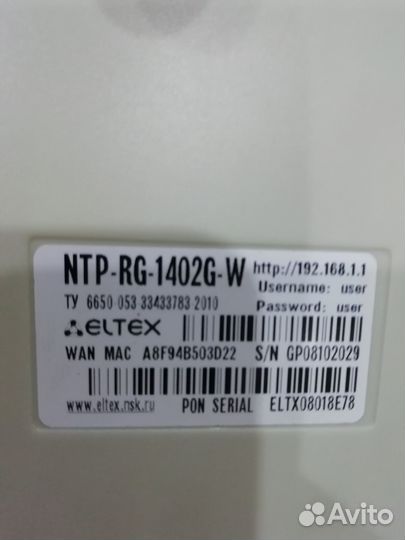 NTP-RG-1402G-W http://192.168.1.1
Username: user
ТУ 6650-053-33433783-2010 Password: user
ELTEX
WAN MAC A8F94B503D22 S/N GP08102029
www.eltex.nsk.ru PON SERIAL ELTX08018E78
Avito